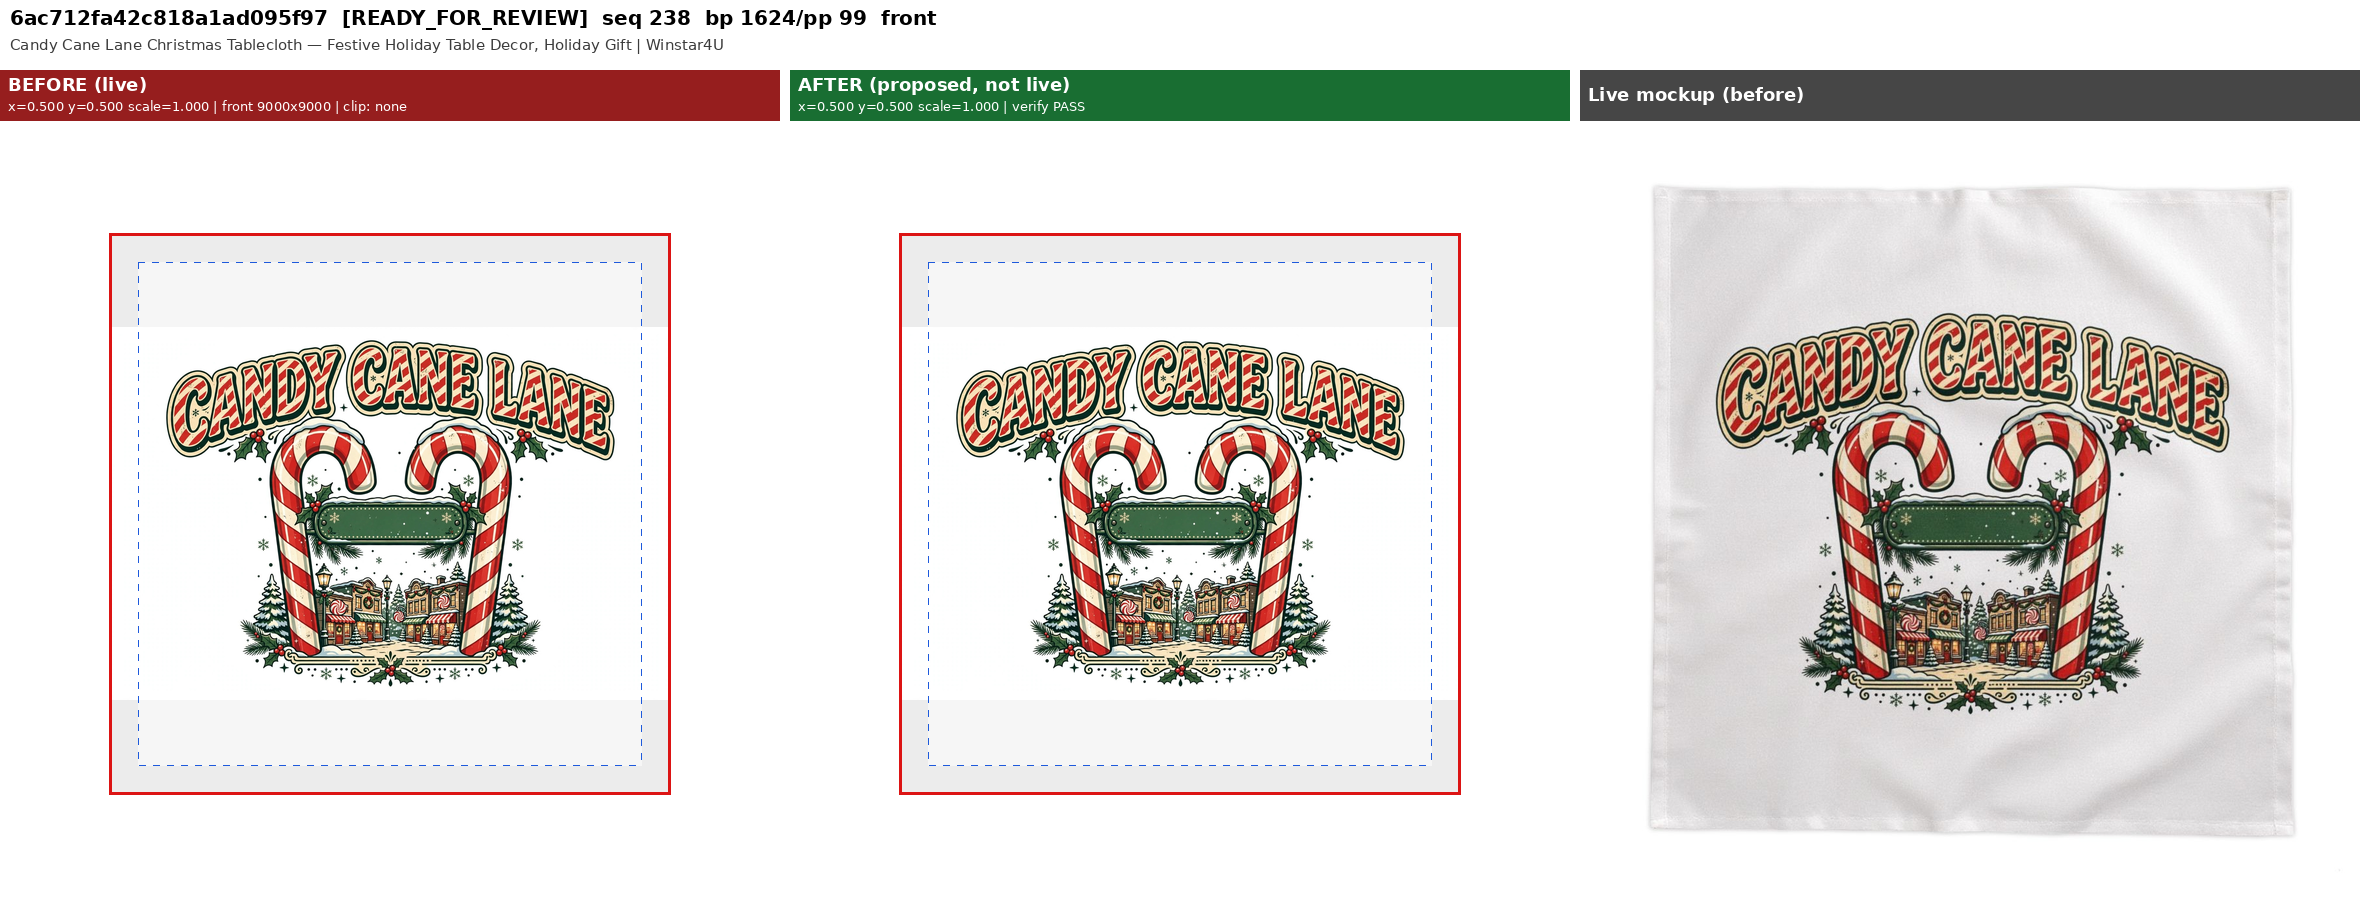 6ac712fa42c818a1ad095f97 [READY_FOR_REVIEW] seq 238 bp 1624/pp 99 front
Candy Cane Lane Christmas Tablecloth — Festive Holiday Table Decor, Holiday Gift | Winstar4U
BEFORE (live)
x=0.500 y=0.500 scale=1.000 | front 9000x9000 | clip: none
AFTER (proposed, not live)
x=0.500 y=0.500 scale=1.000 | verify PASS
Live mockup (before)
CANDY CANE LANE
CANDY CANE LANE
CANDY CANE LANE